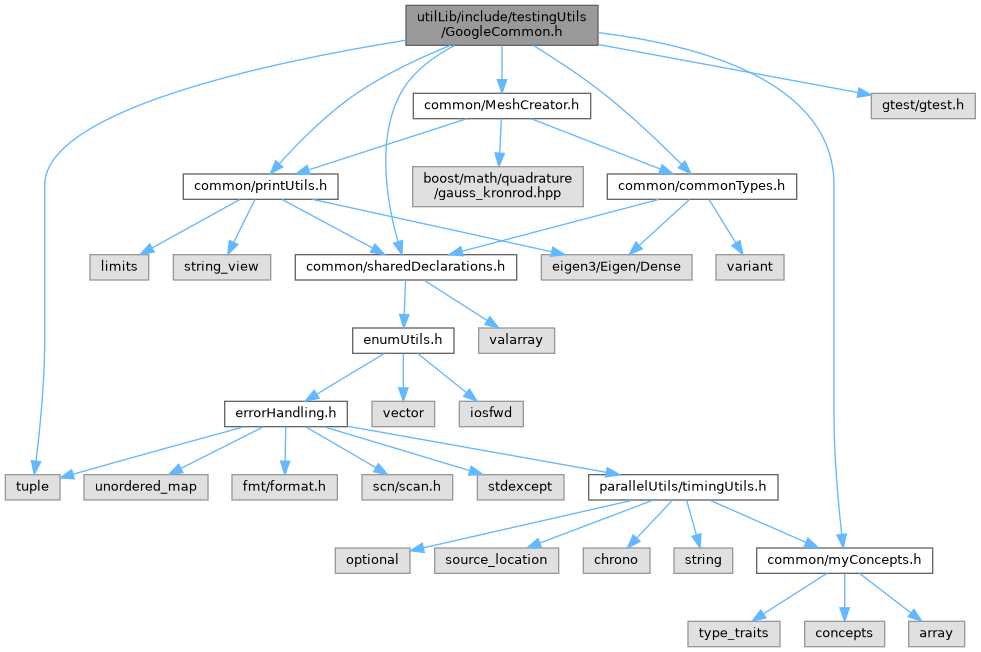 utilLib/include/testingUtils
/GoogleCommon.h
common/MeshCreator.h
gtest/gtest.h
common/printUtils.h
boost/math/quadrature
/gauss_kronrod.hpp
common/commonTypes.h
limits
string_view
common/sharedDeclarations.h
eigen3/Eigen/Dense
variant
enumUtils.h
valarray
errorHandling.h
vector
iosfwd
tuple
unordered_map
fmt/format.h
scn/scan.h
stdexcept
parallelUtils/timingUtils.h
optional
source_location
chrono
string
common/myConcepts.h
type_traits
concepts
array